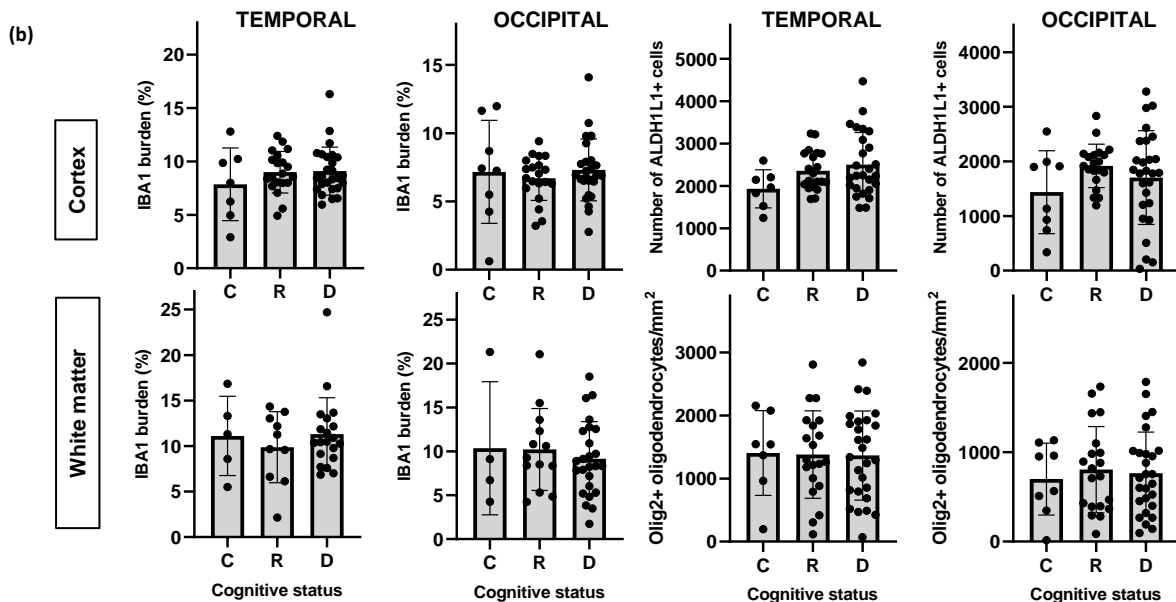 (b)
TEMPORAL OCCIPITAL TEMPORAL OCCIPITAL
Cortex
IBA1 burden (%)
20
15
10
5
0
C R D
IBA1 burden (%)
15
10
5
0
C R D
Number of ALDH1L1+ cells
5000
4000
3000
2000
1000
0
C R D
Number of ALDH1L1+ cells
4000
3000
2000
1000
0
C R D
White matter
IBA1 burden (%)
25
20
15
10
5
0
C R D
Cognitive status
IBA1 burden (%)
25
20
15
10
5
0
C R D
Cognitive status
Olig2+ oligodendrocytes/mm²
3000
2000
1000
0
C R D
Cognitive status
Olig2+ oligodendrocytes/mm²
2000
1000
0
C R D
Cognitive status